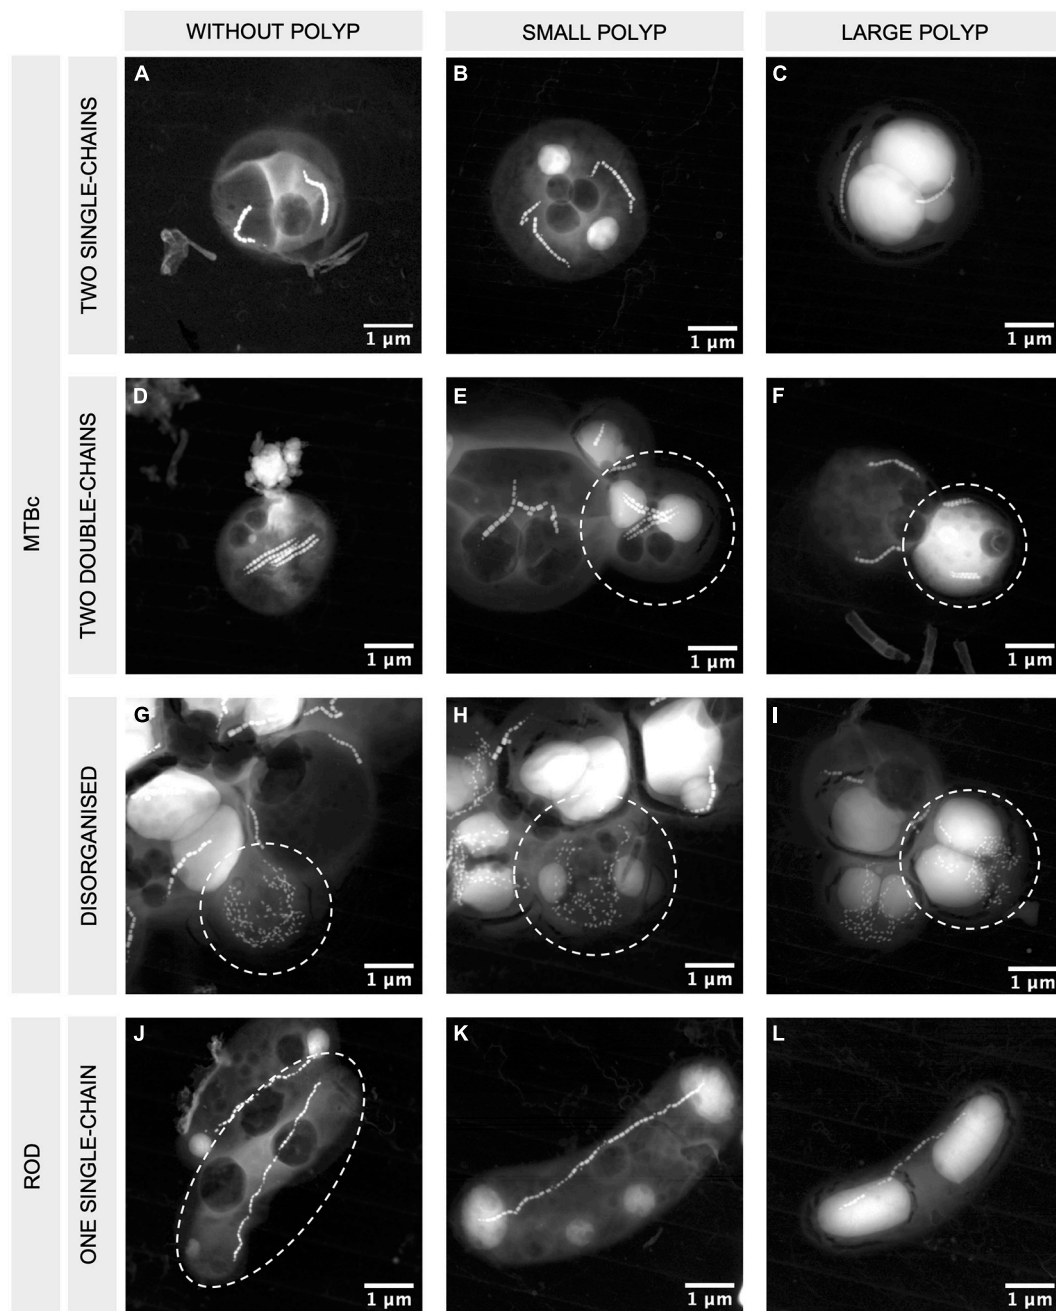 WITHOUT POLYP
SMALL POLYP
LARGE POLYP
MTBc
TWO SINGLE-CHAINS
A
1 µm
B
1 µm
C
1 µm
TWO DOUBLE-CHAINS
D
1 µm
E
1 µm
F
1 µm
DISORGANISED
G
1 µm
H
1 µm
I
1 µm
ROD
ONE SINGLE-CHAIN
J
1 µm
K
1 µm
L
1 µm